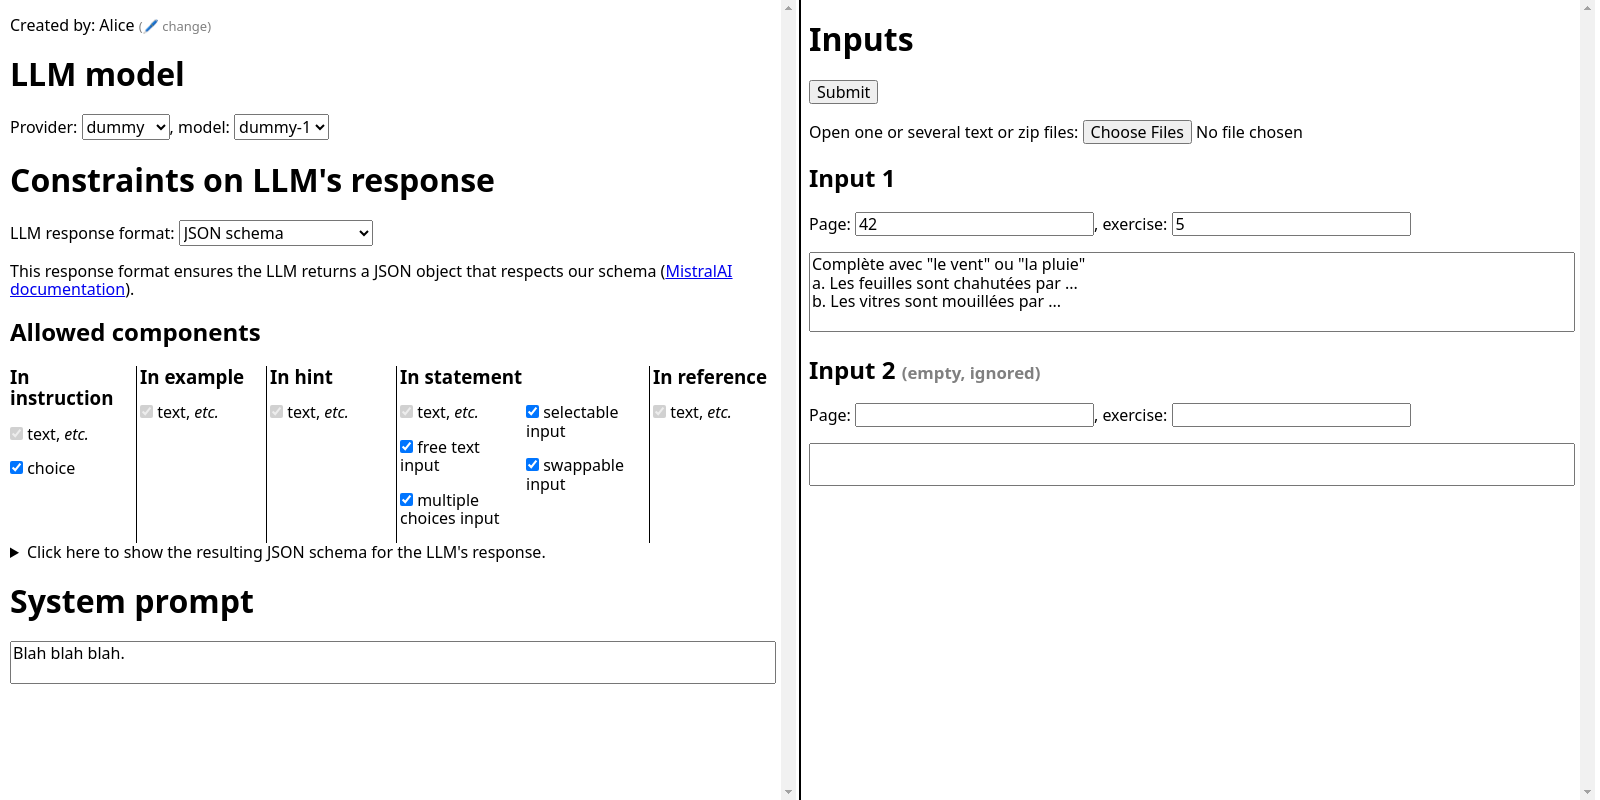 Created by: Alice (🖊️ change)
LLM model
Provider: dummy, model: dummy-1
Constraints on LLM's response
LLM response format: JSON schema
This response format ensures the LLM returns a JSON object that respects our schema (MistralAI
documentation).
Allowed components
In
instruction
text, etc.
choice
In example
text, etc.
In hint
text, etc.
In statement
text, etc.
free text
input
multiple
choices input
selectable
input
swappable
input
In reference
text, etc.
Click here to show the resulting JSON schema for the LLM's response.
System prompt
Blah blah blah.
Inputs
Submit
Open one or several text or zip files: Choose Files No file chosen
Input 1
Page: 42, exercise: 5
Complète avec "le vent" ou "la pluie"
a. Les feuilles sont chahutées par ...
b. Les vitres sont mouillées par ...
Input 2 (empty, ignored)
Page: , exercise: